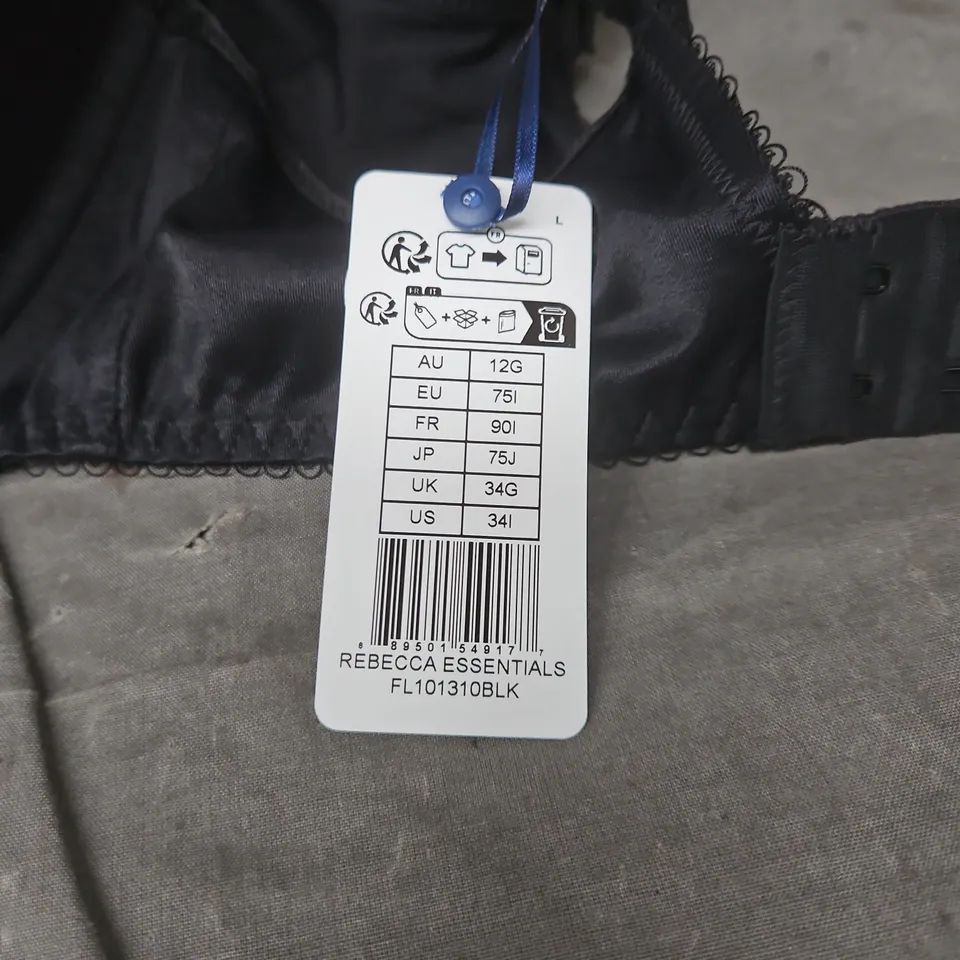 L
FR
FR IT
AU 12G
EU 75I
FR 90I
JP 75J
UK 34G
US 34I
6 89501 54917 7
REBECCA ESSENTIALS
FL101310BLK